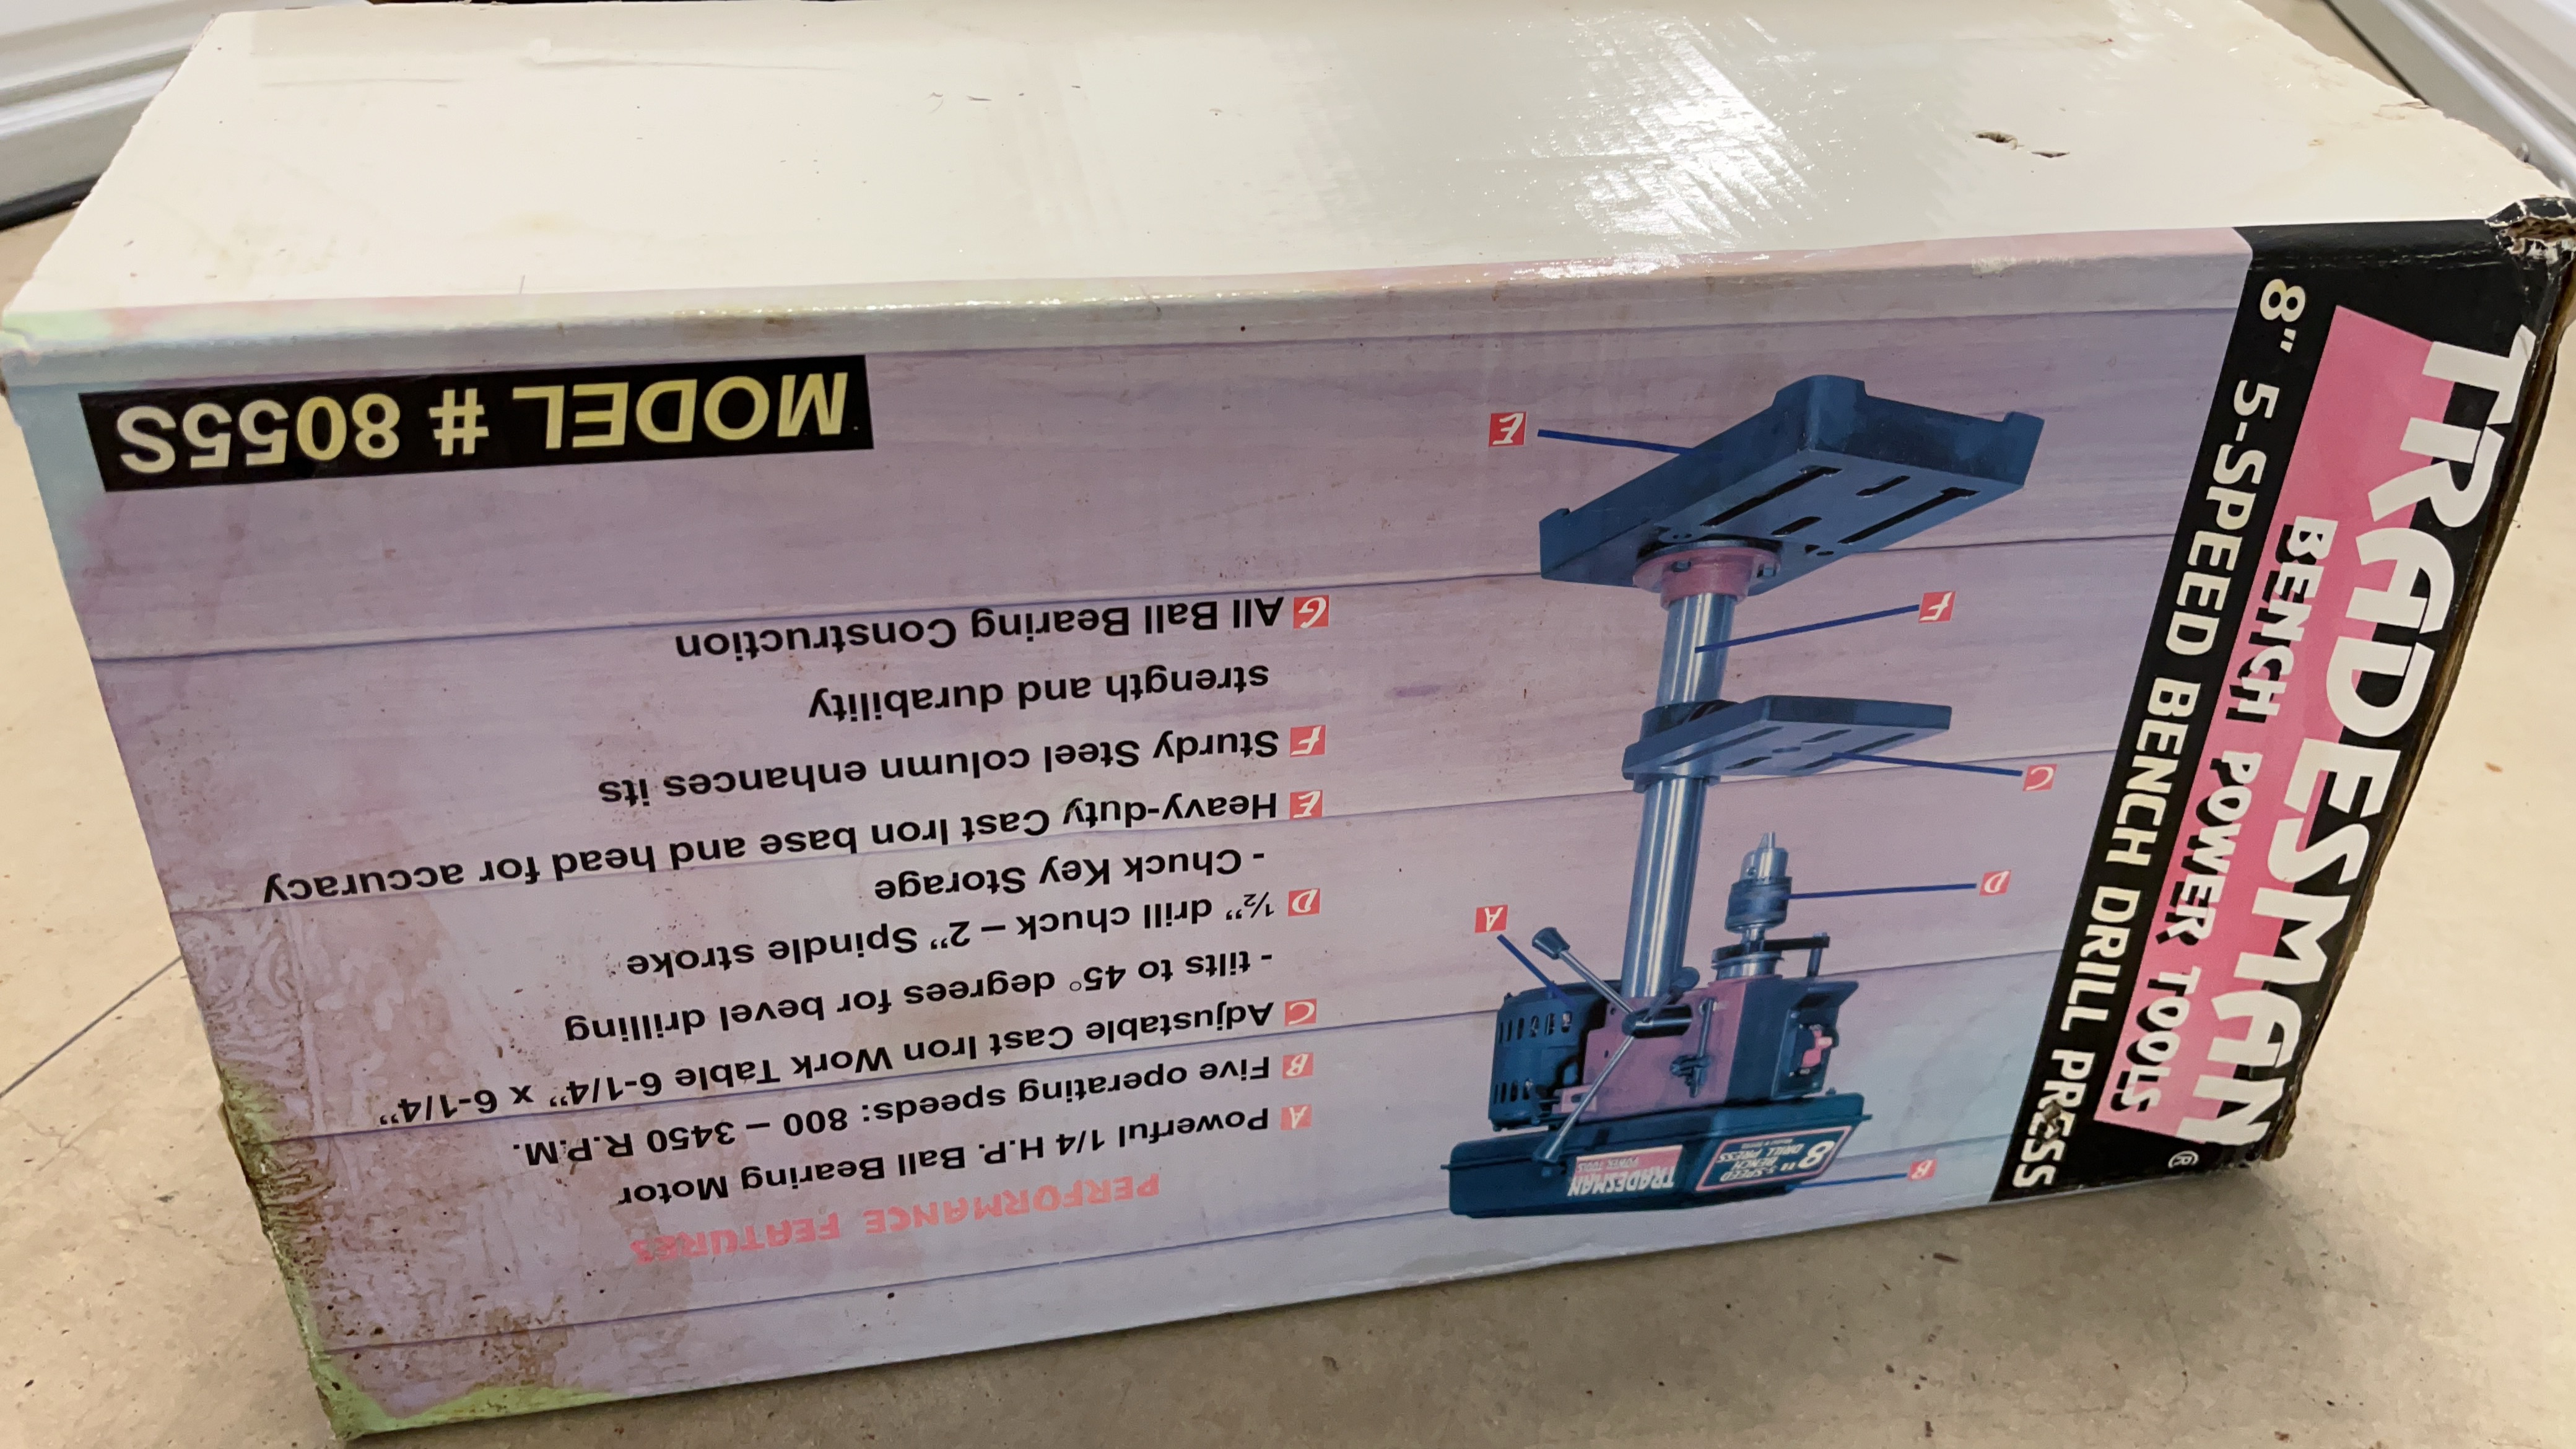 TRADESMAN®
BENCH POWER TOOLS
8" 5-SPEED BENCH DRILL PRESS
PERFORMANCE FEATURES
A Powerful 1/4 H.P. Ball Bearing Motor
B Five operating speeds: 800 – 3450 R.P.M.
C Adjustable Cast Iron Work Table 6-1/4" x 6-1/4"
- tilts to 45° degrees for bevel drilling
D ½" drill chuck – 2" Spindle stroke
- Chuck Key Storage
E Heavy-duty Cast Iron base and head for accuracy
F Sturdy Steel column enhances its
strength and durability
G All Ball Bearing Construction
MODEL # 8055S
B
8"
5-SPEED
BENCH
DRILL PRESS
TRADESMAN
POWER TOOLS
A
D
C
F
E